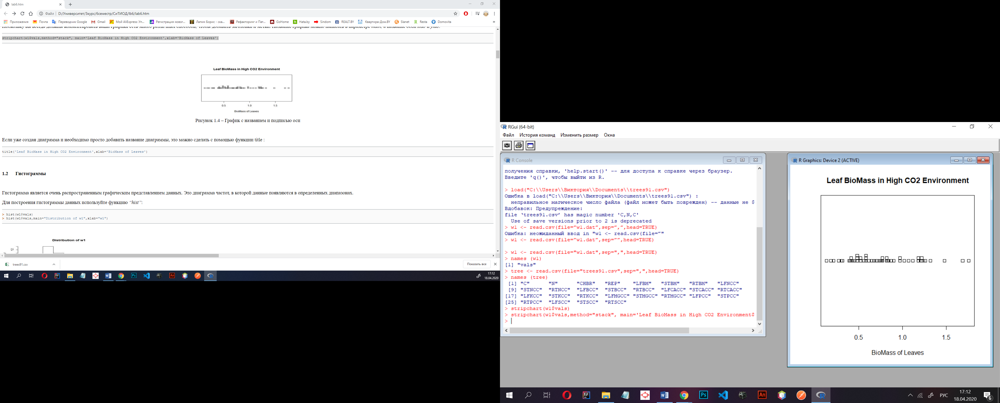 lab6.htm
Файл
D:/Университет/3курс/6семестр/СиТИОД/lb6/lab6.htm
Приложения
Почта
Переводчик Google
Gmail
Мой AliExpress: Уп...
Регистрация новог...
Лапин Борис - ска...
Рефакторинг и Пат...
GoHome
Hata.by
Sindom
REALT.BY
Квартира-Дом.BY
Slanet
Resta
Domovita
»
stripchart(w1$vals,method="stack", main='Leaf BioMass in High CO2 Environment',xlab='BioMass of Leaves')
Leaf BioMass in High CO2 Environment
0.5 1.0 1.5
BioMass of Leaves
Рисунок 1.4 – График с названием и подписью оси
Если уже создан диаграмма и необходимо просто добавить название диаграммы, это можно сделать с помощью функции title :
title('Leaf BioMass in High CO2 Environment',xlab='BioMass of Leaves')
1.2 Гистограммы
Гистограмма является очень распространенным графическим представлением данных. Это диаграмма частот, в которой данные появляются в определенных диапазонах.
Для построения гистограммы данных используйте функцию “hist”:
> hist(w1$vals)
> hist(w1$vals,main="Distribution of w1",xlab="w1")
Distribution of w1
12
trees91.csv
Показать все
17:12
18.04.2020
RGui (64-bit)
Файл История команд Изменить размер Окна
R Console
получения справки, 'help.start()' -- для доступа к справке через браузер.
Введите 'q()', чтобы выйти из R.
> load("C:\\Users\\Виктория\\Documents\\trees91.csv")
Ошибка в load("C:\\Users\\Виктория\\Documents\\trees91.csv") :
неправильное магическое число файла (файл может быть поврежден) -- данные не $
Вдобавок: Предупреждение:
file ‘trees91.csv’ has magic number 'C,N,C'
Use of save versions prior to 2 is deprecated
> w1 <- read.csv(file=”w1.dat”,sep=”,”,head=TRUE)
Ошибка: неожиданный ввод in "w1 <- read.csv(file=”"
> w1 <- read.csv(file=”w1.dat”,sep=””,head=TRUE)
> w1 <- read.csv(file="w1.dat",sep=",",head=TRUE)
> names (w1)
[1] "vals"
> tree <- read.csv(file="trees91.csv",sep=",",head=TRUE)
> names (tree)
[1] "C" "N" "CHBR" "REP" "LFBM" "STBM" "RTBM" "LFNCC"
[9] "STNCC" "RTNCC" "LFBCC" "STBCC" "RTBCC" "LFCACC" "STCACC" "RTCACC"
[17] "LFKCC" "STKCC" "RTKCC" "LFMGCC" "STMGCC" "RTMGCC" "LFPCC" "STPCC"
[25] "RTPCC" "LFSCC" "STSCC" "RTSCC"
> stripchart(w1$vals)
> stripchart(w1$vals,method="stack", main='Leaf BioMass in High CO2 Environment$
>
R Graphics: Device 2 (ACTIVE)
Leaf BioMass in High CO2 Environment
0.5 1.0 1.5
BioMass of Leaves
РУС
17:12
18.04.2020
6